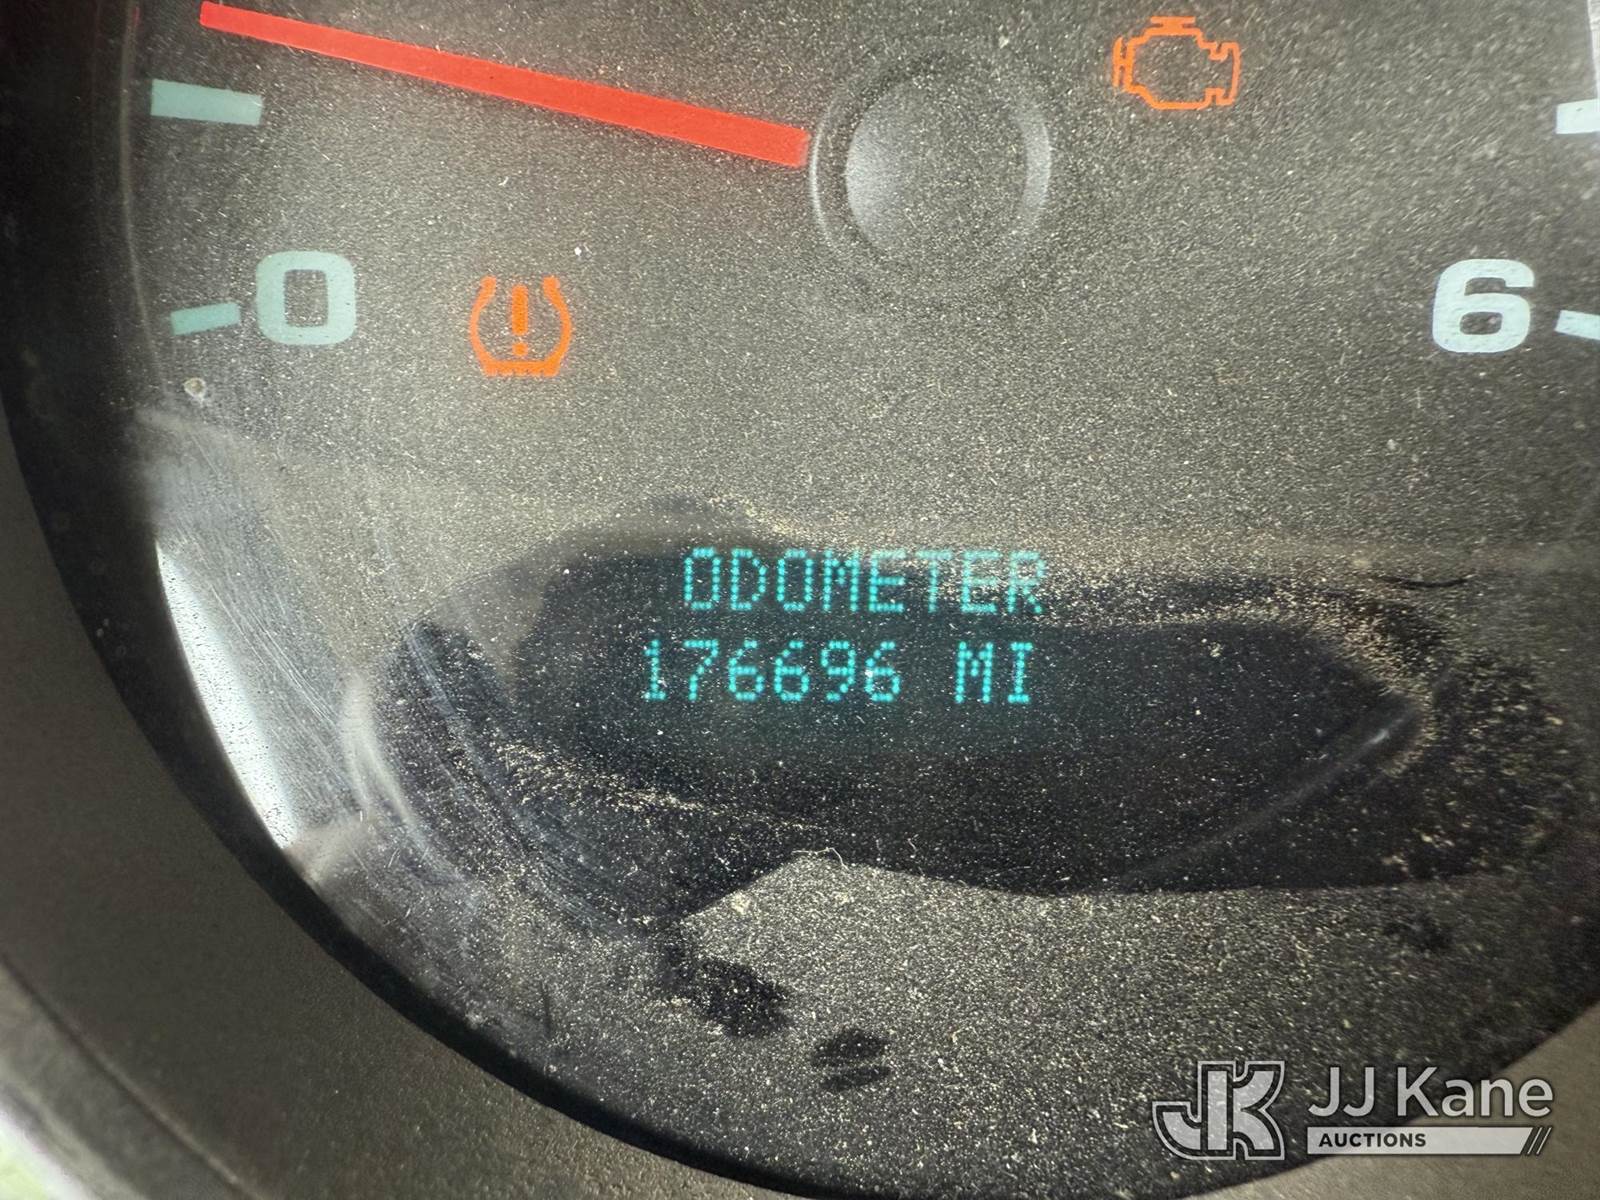 0
6
ODOMETER
176696 MI
JK
JJ Kane
AUCTIONS